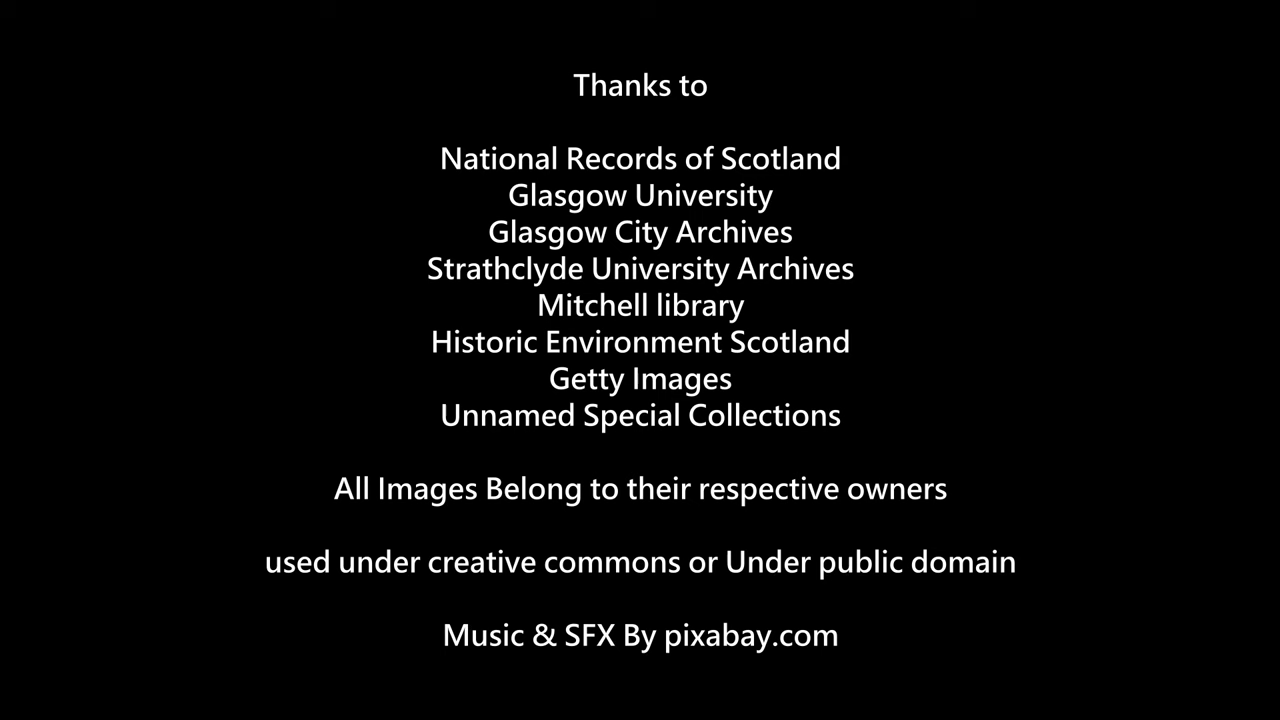 Thanks to
National Records of Scotland
Glasgow University
Glasgow City Archives
Strathclyde University Archives
Mitchell library
Historic Environment Scotland
Getty Images
Unnamed Special Collections
All Images Belong to their respective owners
used under creative commons or Under public domain
Music & SFX By pixabay.com